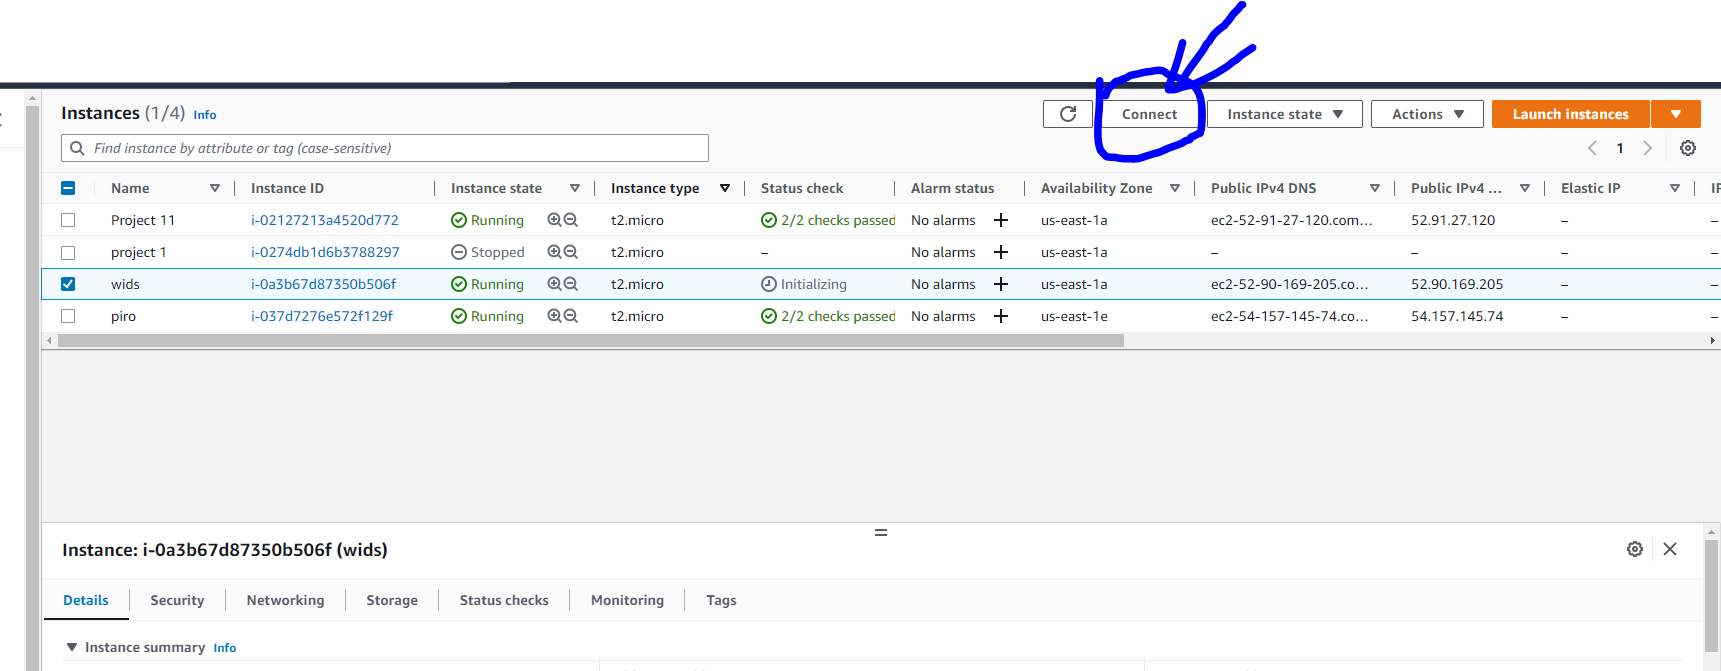 Instances (1/4) Info
Connect Instance state Actions Launch instances
Find instance by attribute or tag (case-sensitive)
1
Name Instance ID Instance state Instance type Status check Alarm status Availability Zone Public IPv4 DNS Public IPv4 ... Elastic IP
Project 11 i-02127213a4520d772 Running t2.micro 2/2 checks passed No alarms us-east-1a ec2-52-91-27-120.com... 52.91.27.120 –
project 1 i-0274db1d6b3788297 Stopped t2.micro – No alarms us-east-1a – – –
wids i-0a3b67d87350b506f Running t2.micro Initializing No alarms us-east-1a ec2-52-90-169-205.co... 52.90.169.205 –
piro i-037d7276e572f129f Running t2.micro 2/2 checks passed No alarms us-east-1e ec2-54-157-145-74.co... 54.157.145.74 –
Instance: i-0a3b67d87350b506f (wids)
Details Security Networking Storage Status checks Monitoring Tags
Instance summary Info